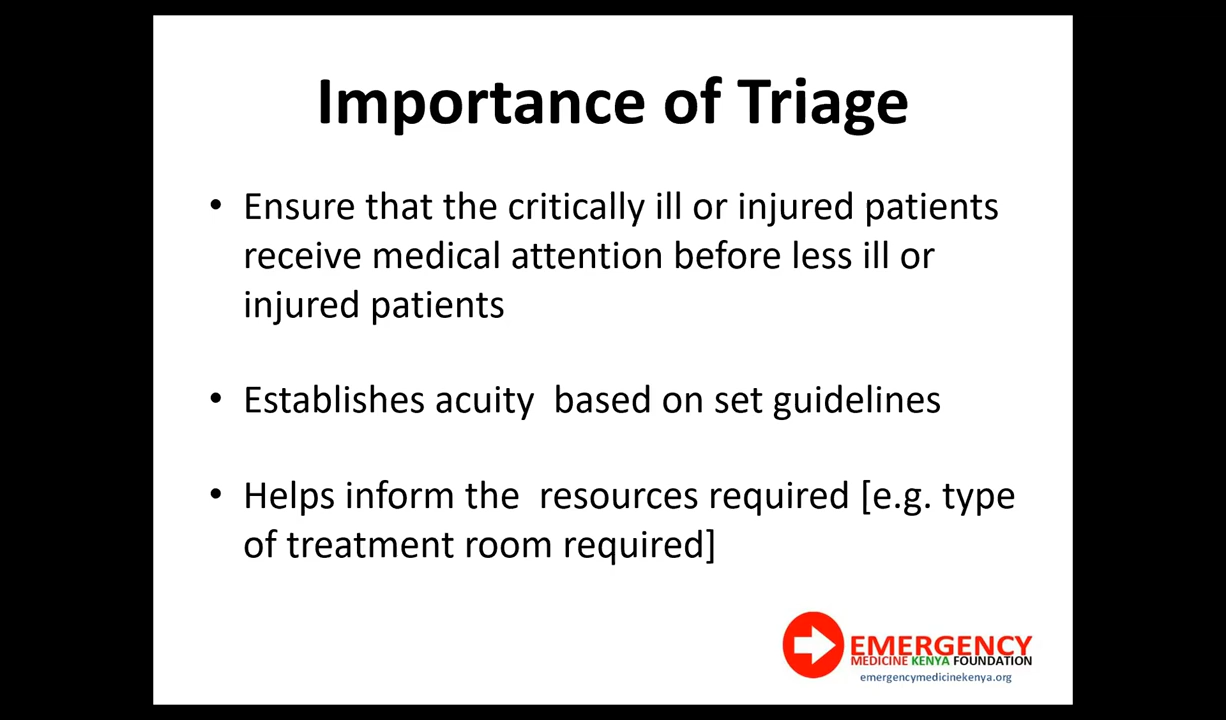 Importance of Triage
• Ensure that the critically ill or injured patients
receive medical attention before less ill or
injured patients
• Establishes acuity  based on set guidelines
• Helps inform the  resources required [e.g. type
of treatment room required]
EMERGENCY
MEDICINE KENYA FOUNDATION
emergencymedicinekenya.org